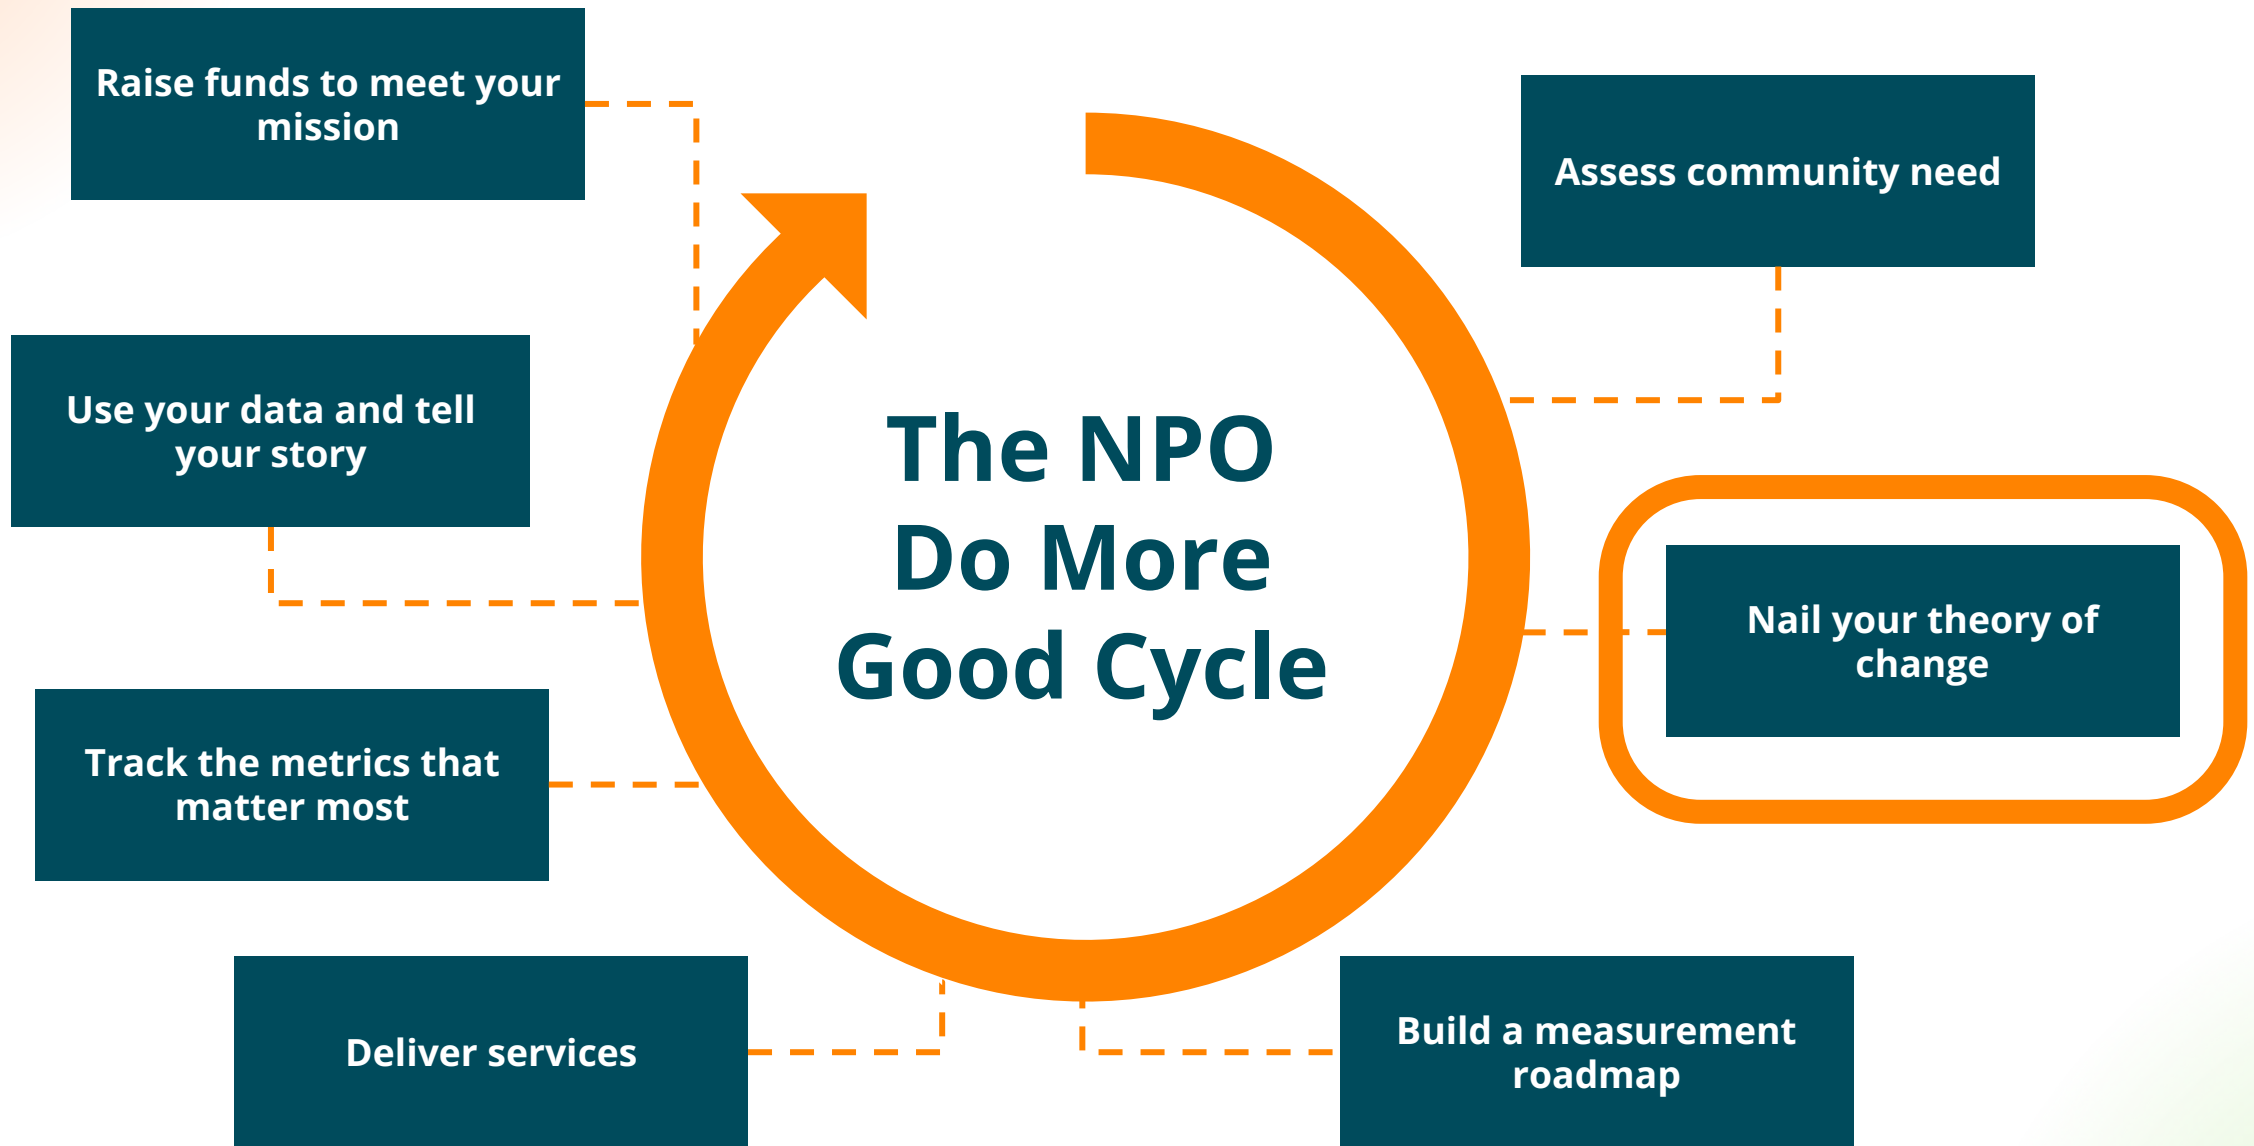 Raise funds to meet your
mission
Assess community need
Use your data and tell
your story
The NPO
Do More
Good Cycle
Nail your theory of
change
Track the metrics that
matter most
Deliver services
Build a measurement
roadmap